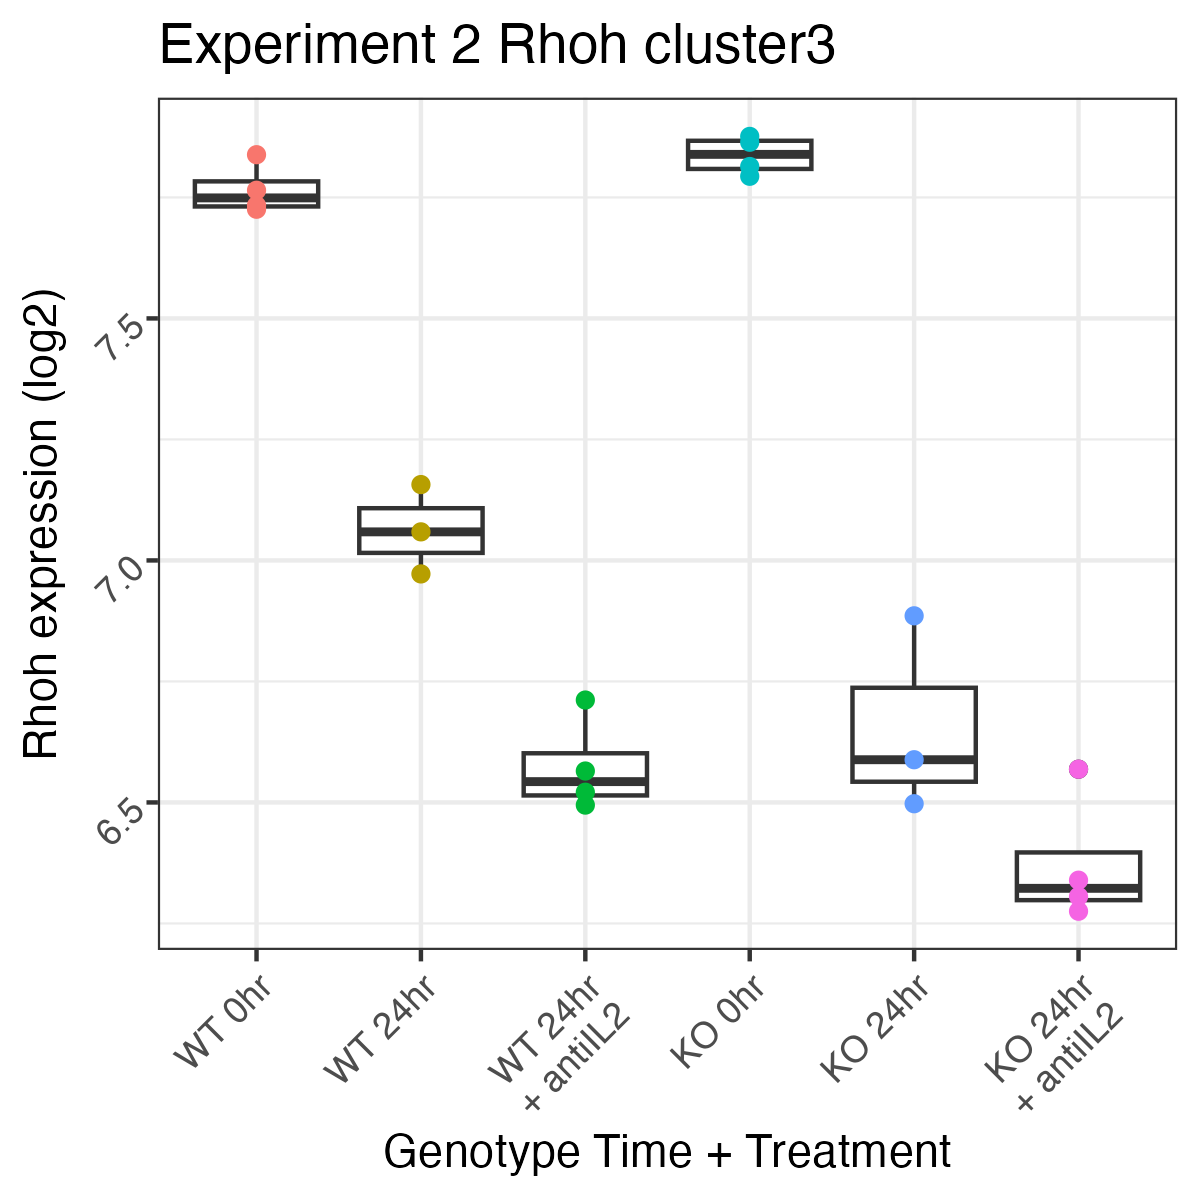 Experiment 2 Rhoh cluster3
Rhoh expression (log2)
7.5
7.0
6.5
WT 0hr
WT 24hr
WT 24hr
+ antiIL2
KO 0hr
KO 24hr
KO 24hr
+ antiIL2
Genotype Time + Treatment